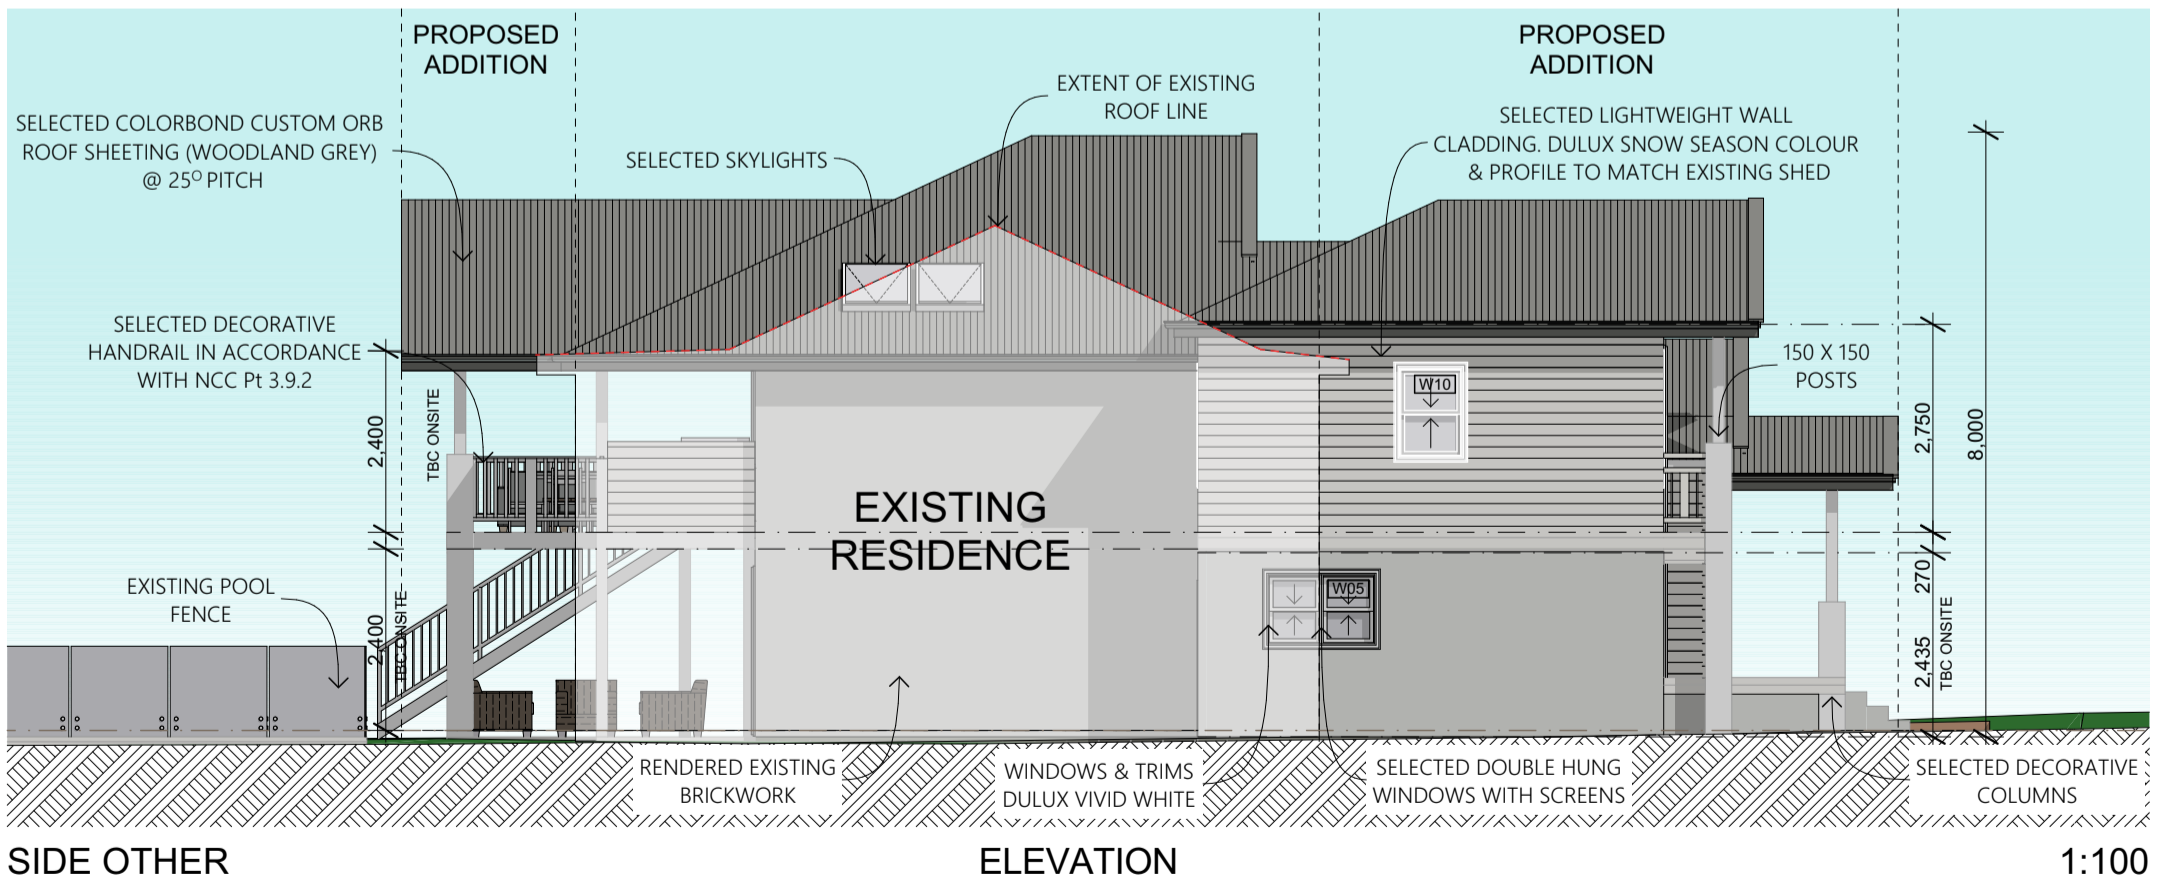 PROPOSED
ADDITION
PROPOSED
ADDITION
EXTENT OF EXISTING
ROOF LINE
SELECTED COLORBOND CUSTOM ORB
ROOF SHEETING (WOODLAND GREY)
@ 25° PITCH
SELECTED SKYLIGHTS
SELECTED LIGHTWEIGHT WALL
CLADDING. DULUX SNOW SEASON COLOUR
& PROFILE TO MATCH EXISTING SHED
SELECTED DECORATIVE
HANDRAIL IN ACCORDANCE
WITH NCC Pt 3.9.2
150 X 150
POSTS
W10
2,400
TBC ONSITE
2,750
8,000
EXISTING
RESIDENCE
EXISTING POOL
FENCE
W05
2,400
TBC ONSITE
270
2,435
TBC ONSITE
RENDERED EXISTING
BRICKWORK
WINDOWS & TRIMS
DULUX VIVID WHITE
SELECTED DOUBLE HUNG
WINDOWS WITH SCREENS
SELECTED DECORATIVE
COLUMNS
SIDE OTHER
ELEVATION
1:100